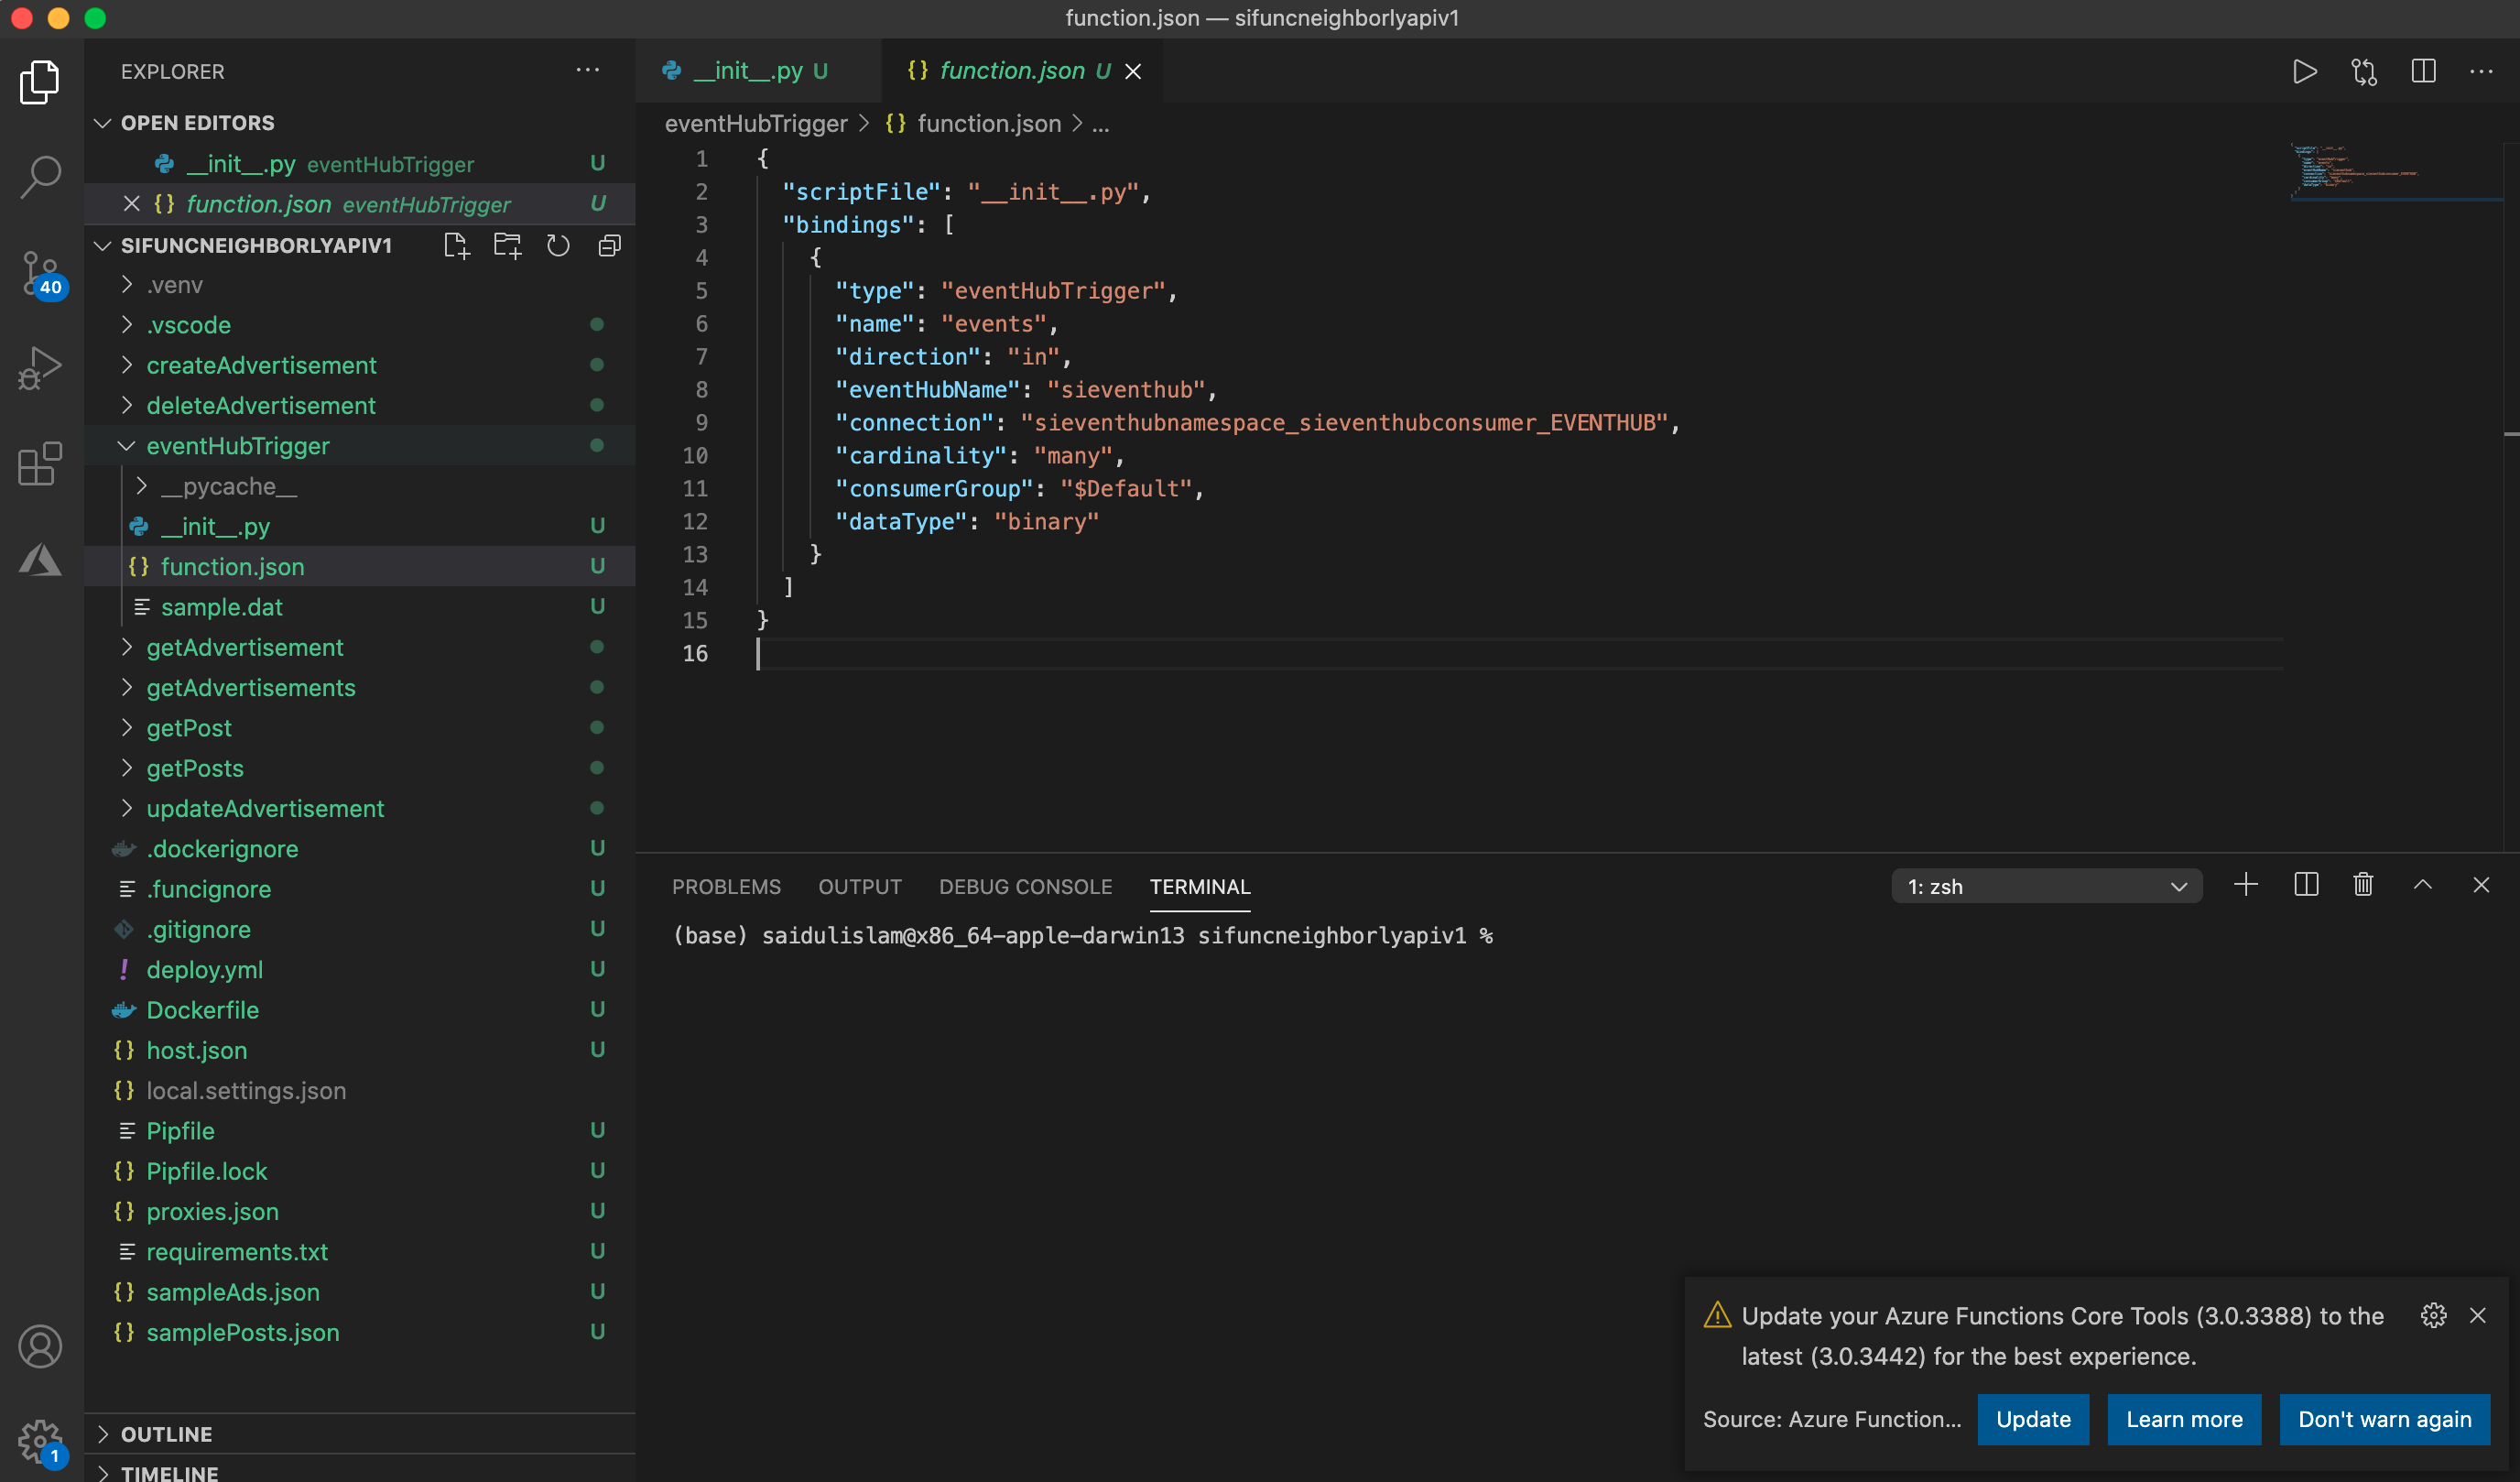 function.json — sifuncneighborlyapiv1
EXPLORER
OPEN EDITORS
__init__.py eventHubTrigger U
function.json eventHubTrigger U
SIFUNCNEIGHBORLYAPIV1
.venv
.vscode
createAdvertisement
deleteAdvertisement
eventHubTrigger
__pycache__
__init__.py U
function.json U
sample.dat U
getAdvertisement
getAdvertisements
getPost
getPosts
updateAdvertisement
.dockerignore U
.funcignore U
.gitignore U
deploy.yml U
Dockerfile U
host.json U
local.settings.json
Pipfile U
Pipfile.lock U
proxies.json U
requirements.txt U
sampleAds.json U
samplePosts.json U
OUTLINE
TIMELINE
40
1
__init__.py U
function.json U
eventHubTrigger > {} function.json > ...
1 {
2 "scriptFile": "__init__.py",
3 "bindings": [
4 {
5 "type": "eventHubTrigger",
6 "name": "events",
7 "direction": "in",
8 "eventHubName": "sieventhub",
9 "connection": "sieventhubnamespace_sieventhubconsumer_EVENTHUB",
10 "cardinality": "many",
11 "consumerGroup": "$Default",
12 "dataType": "binary"
13 }
14 ]
15 }
16
PROBLEMS OUTPUT DEBUG CONSOLE TERMINAL
1: zsh
(base) saidulislam@x86_64-apple-darwin13 sifuncneighborlyapiv1 %
Update your Azure Functions Core Tools (3.0.3388) to the
latest (3.0.3442) for the best experience.
Source: Azure Function...
Update
Learn more
Don't warn again